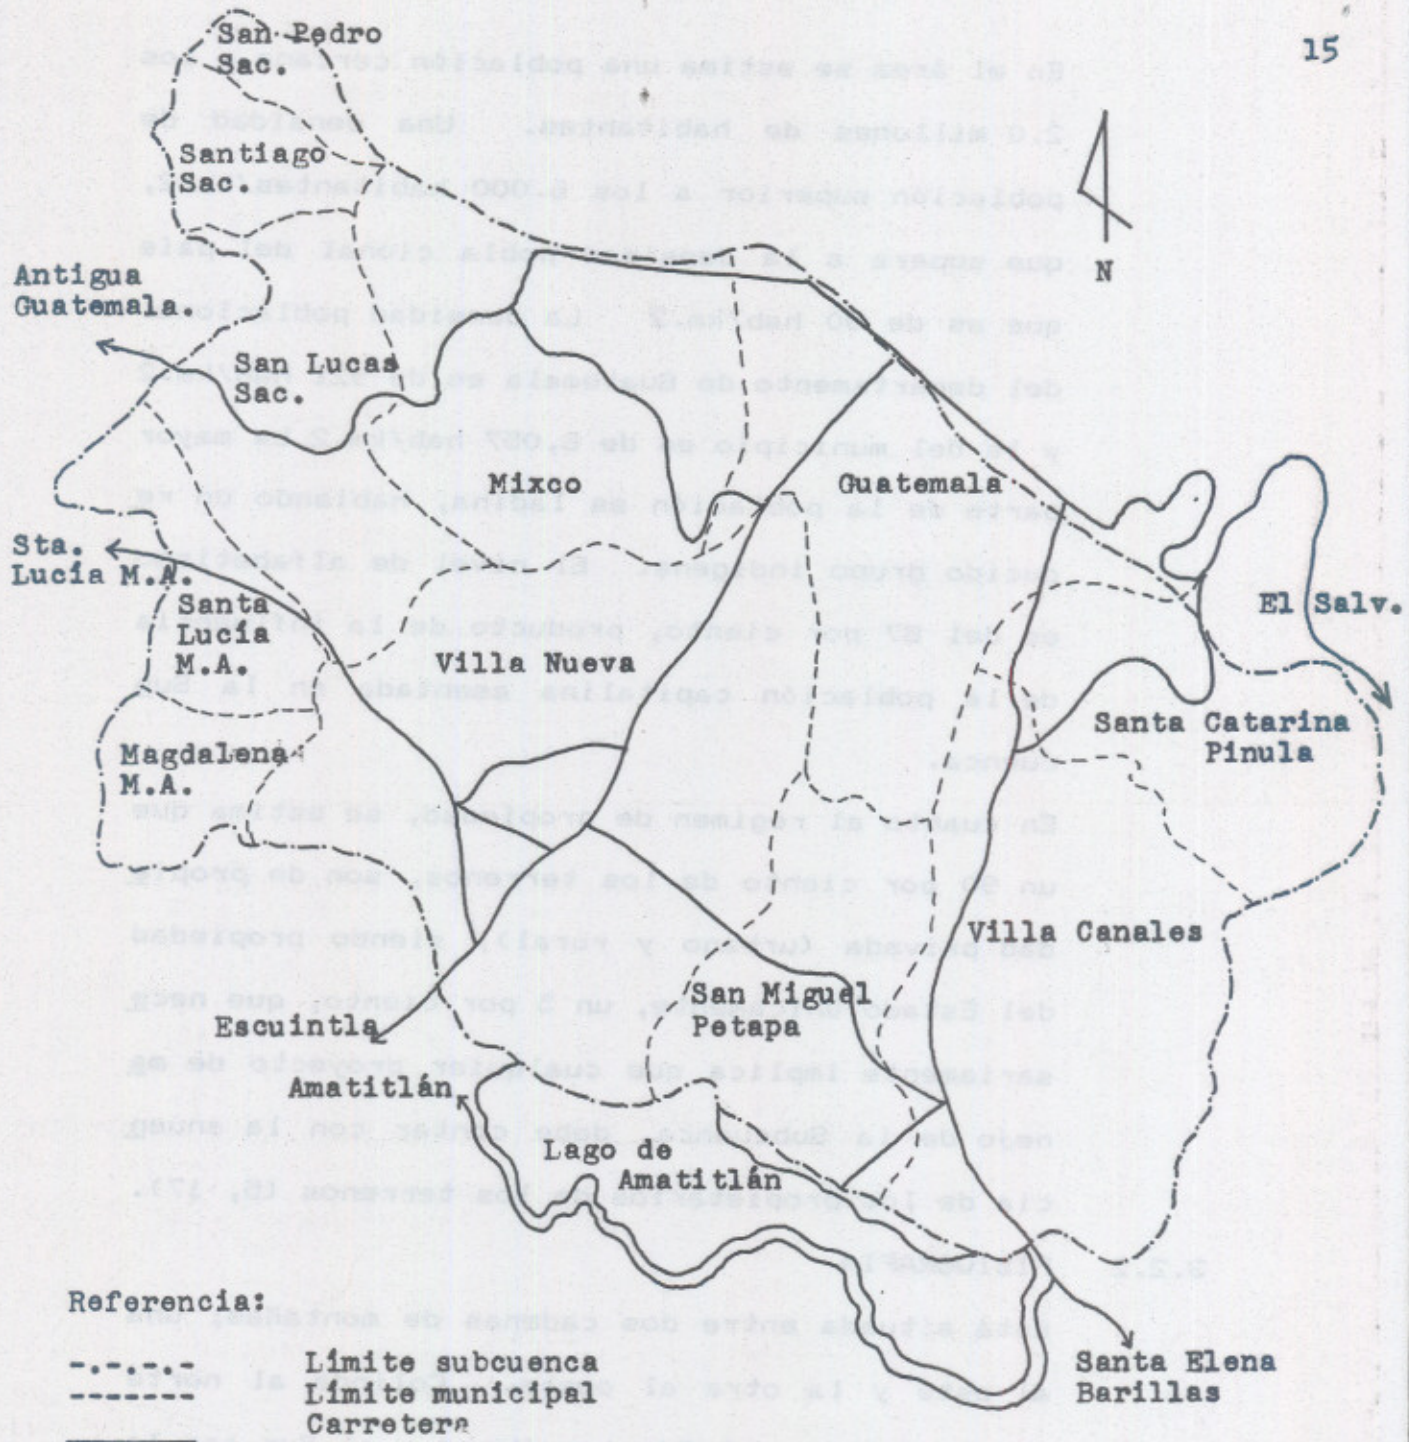 15
San Pedro
Sac.
Santiago
Sac.
N
Antigua
Guatemala.
San Lucas
Sac.
Mixco
Guatemala
Sta.
Lucía M.A.
Santa
Lucía
M.A.
El Salv.
Villa Nueva
Santa Catarina
Pinula
Magdalena
M.A.
Villa Canales
San Miguel
Petapa
Escuintla
Amatitlán
Lago de
Amatitlán
Santa Elena
Barillas
Referencia:
Límite subcuenca
Límite municipal
Carretera